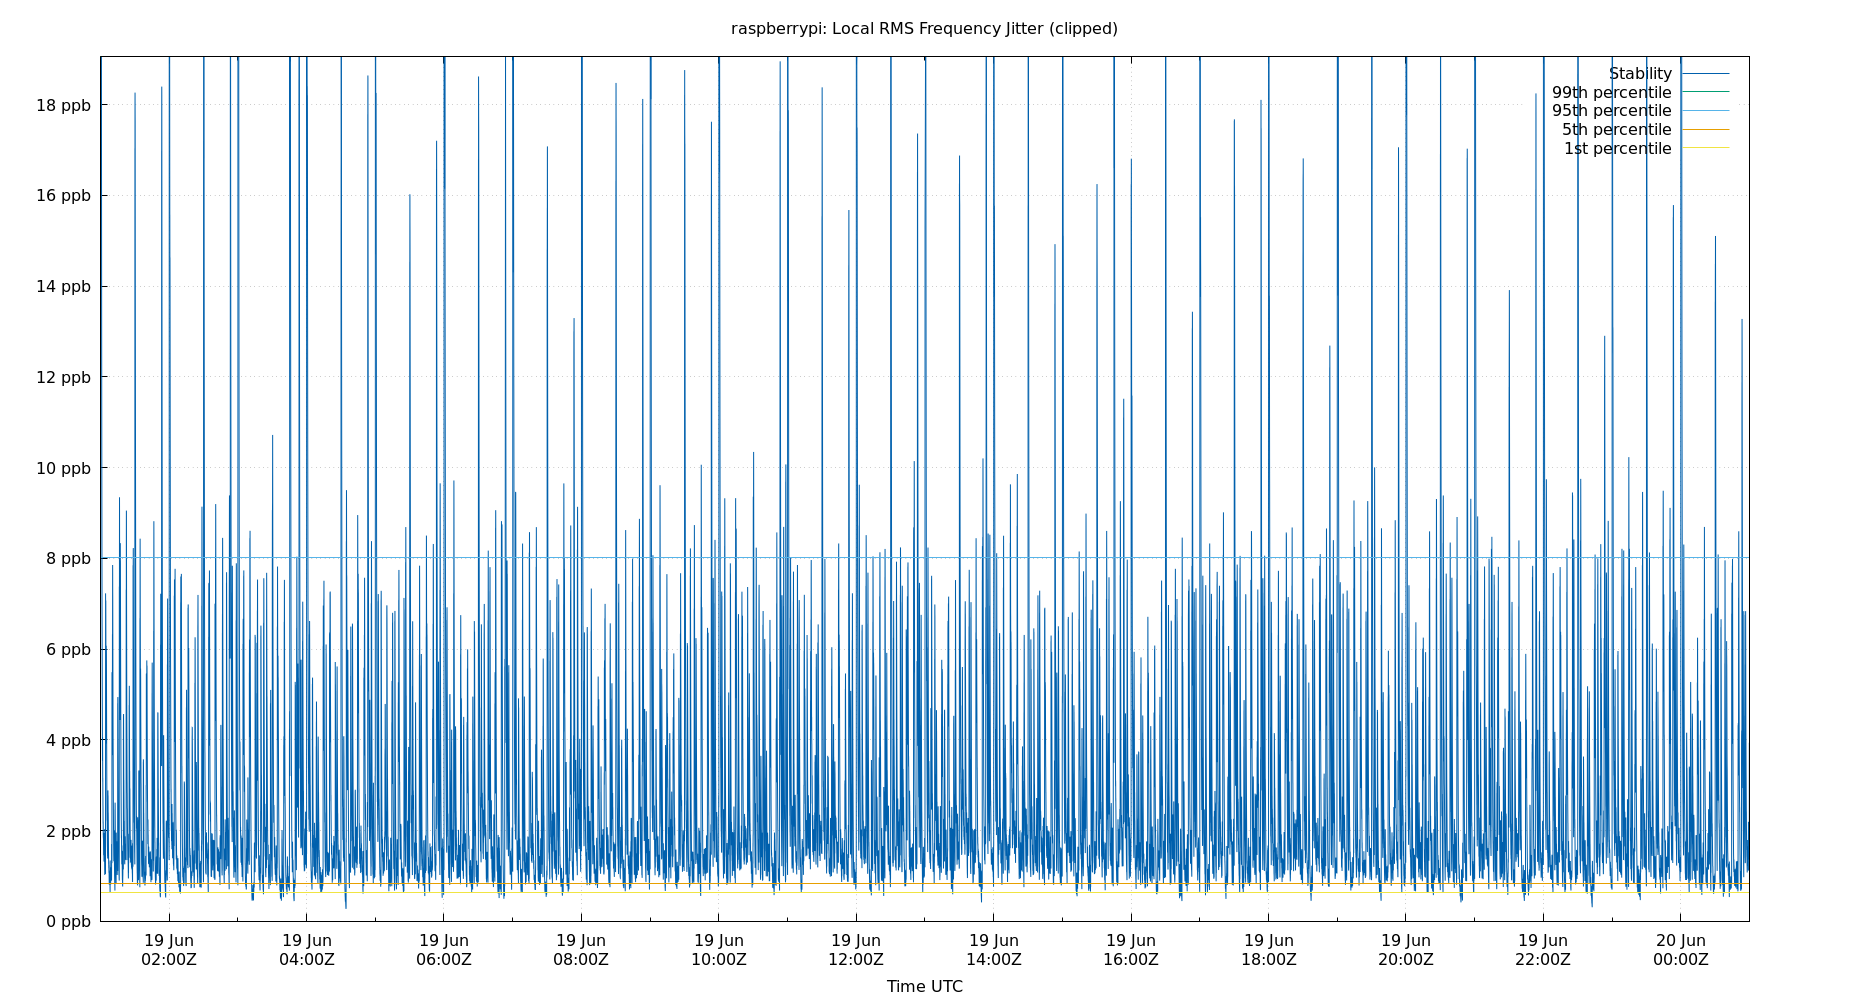 raspberrypi: Local RMS Frequency Jitter (clipped)
Stability
99th percentile
95th percentile
5th percentile
1st percentile
18 ppb
16 ppb
14 ppb
12 ppb
10 ppb
8 ppb
6 ppb
4 ppb
2 ppb
0 ppb
19 Jun 19 Jun 19 Jun 19 Jun 19 Jun 19 Jun 19 Jun 19 Jun 19 Jun 19 Jun 19 Jun 20 Jun
02:00Z 04:00Z 06:00Z 08:00Z 10:00Z 12:00Z 14:00Z 16:00Z 18:00Z 20:00Z 22:00Z 00:00Z
Time UTC